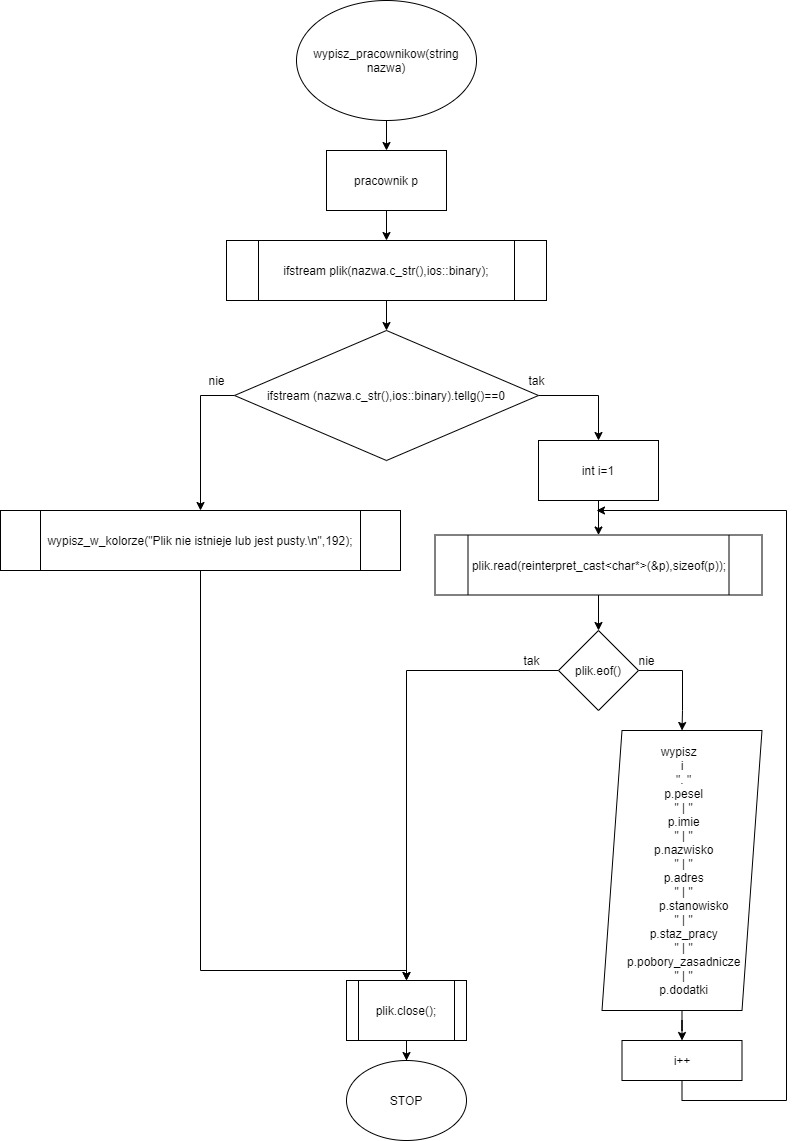 wypisz_pracownikow(string
nazwa)
pracownik p
ifstream plik(nazwa.c_str(),ios::binary);
nie
tak
ifstream (nazwa.c_str(),ios::binary).tellg()==0
int i=1
wypisz_w_kolorze("Plik nie istnieje lub jest pusty.\n",192);
plik.read(reinterpret_cast<char*>(&p),sizeof(p));
tak
nie
plik.eof()
wypisz
i
". "
p.pesel
" | "
p.imie
" | "
p.nazwisko
" | "
p.adres
" | "
p.stanowisko
" | "
p.staz_pracy
" | "
p.pobory_zasadnicze
" | "
p.dodatki
plik.close();
i++
STOP